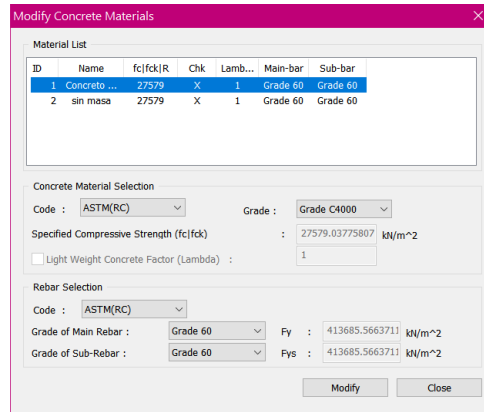 Modify Concrete Materials
Material List
ID Name fc|fck|R Chk Lamb... Main-bar Sub-bar
1 Concreto ... 27579 X 1 Grade 60 Grade 60
2 sin masa 27579 X 1 Grade 60 Grade 60
Concrete Material Selection
Code : ASTM(RC) Grade : Grade C4000
Specified Compressive Strength (fc|fck) : 27579.03775807 kN/m^2
Light Weight Concrete Factor (Lambda) : 1
Rebar Selection
Code : ASTM(RC)
Grade of Main Rebar : Grade 60 Fy : 413685.5663711 kN/m^2
Grade of Sub-Rebar : Grade 60 Fys : 413685.5663711 kN/m^2
Modify Close